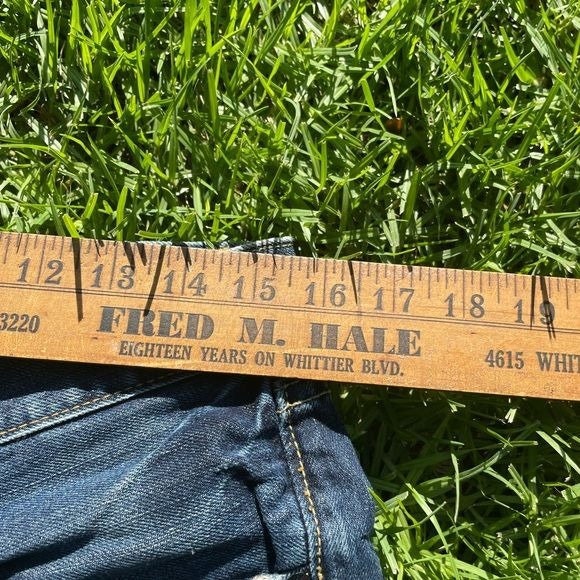 12 13 14 15 16 17 18 19
3220 FRED M. HALE
EIGHTEEN YEARS ON WHITTIER BLVD. 4615 WHIT